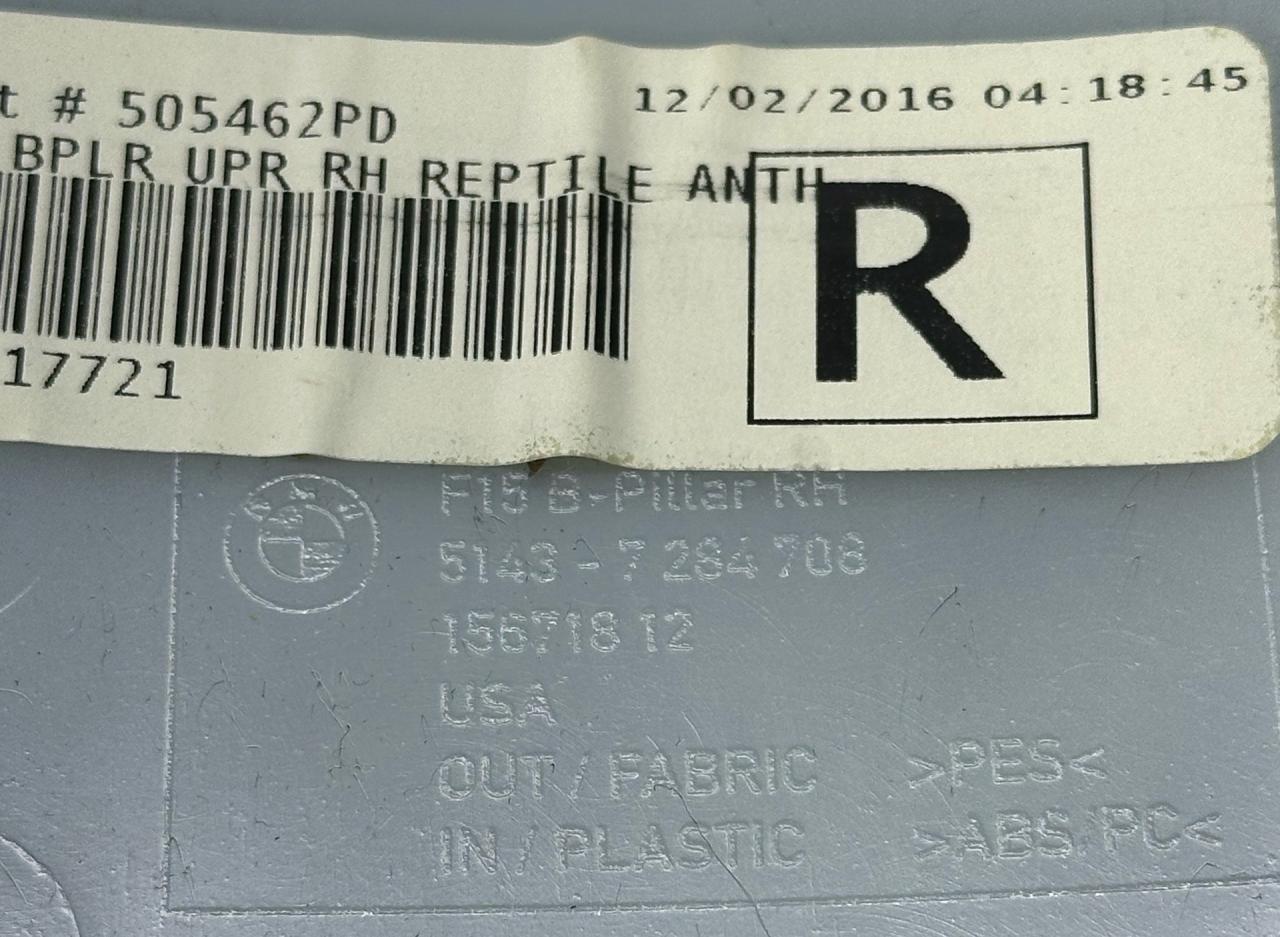 t # 505462PD
12/02/2016 04:18:45
BPLR UPR RH REPTILE ANTH
R
17721
BMW
F15 B-Pillar RH
5143 - 7 284 708
156718 12
USA
OUT / FABRIC >PES<
IN / PLASTIC >ABS/PC<